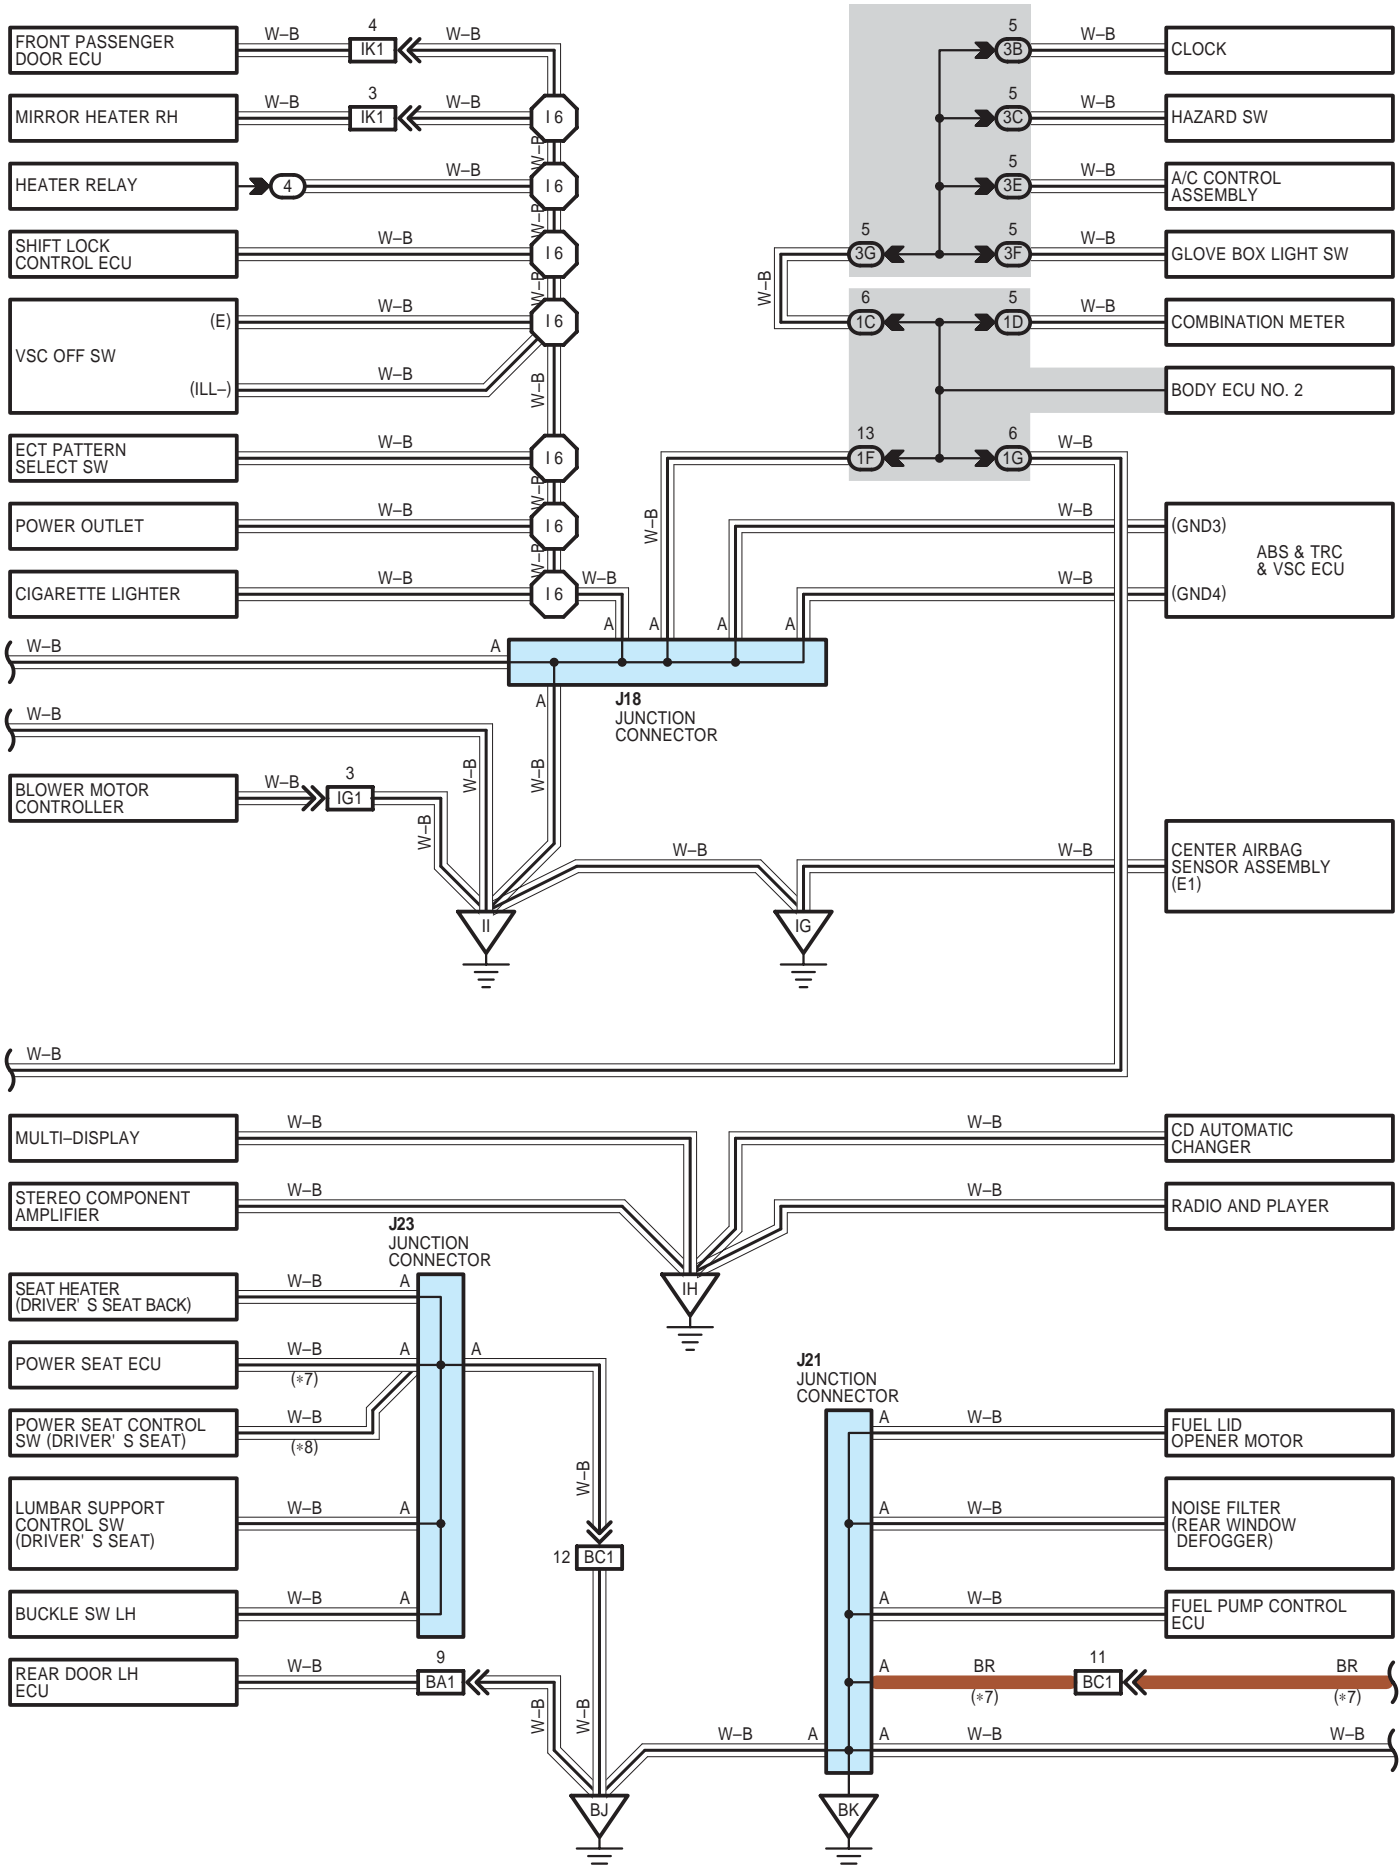 FRONT PASSENGER
DOOR ECU
W–B
4
IK1
W–B
5
3B
W–B
CLOCK
MIRROR HEATER RH
W–B
3
IK1
W–B
I 6
5
3C
W–B
HAZARD SW
W–B
HEATER RELAY
4
W–B
I 6
5
3E
W–B
A/C CONTROL
ASSEMBLY
W–B
SHIFT LOCK
CONTROL ECU
W–B
I 6
5
3G
5
3F
W–B
GLOVE BOX LIGHT SW
W–B
W–B
(E)
W–B
I 6
VSC OFF SW
(ILL–)
W–B
W–B
6
1C
5
1D
W–B
COMBINATION METER
BODY ECU NO. 2
ECT PATTERN
SELECT SW
W–B
I 6
13
1F
6
1G
W–B
W–B
POWER OUTLET
W–B
I 6
W–B
W–B
(GND3)
ABS & TRC
& VSC ECU
W–B
CIGARETTE LIGHTER
W–B
I 6
W–B
W–B
(GND4)
A
A
A
A
W–B
A
A
J18
JUNCTION
CONNECTOR
W–B
W–B
W–B
BLOWER MOTOR
CONTROLLER
W–B
3
IG1
W–B
W–B
W–B
CENTER AIRBAG
SENSOR ASSEMBLY
(E1)
II
IG
W–B
MULTI–DISPLAY
W–B
W–B
CD AUTOMATIC
CHANGER
STEREO COMPONENT
AMPLIFIER
W–B
W–B
RADIO AND PLAYER
J23
JUNCTION
CONNECTOR
IH
SEAT HEATER
(DRIVER' S SEAT BACK)
W–B
A
POWER SEAT ECU
W–B
(*7)
A
A
J21
JUNCTION
CONNECTOR
POWER SEAT CONTROL
SW (DRIVER' S SEAT)
W–B
(*8)
A
W–B
FUEL LID
OPENER MOTOR
W–B
LUMBAR SUPPORT
CONTROL SW
(DRIVER' S SEAT)
W–B
A
A
W–B
NOISE FILTER
(REAR WINDOW
DEFOGGER)
12
BC1
BUCKLE SW LH
W–B
A
A
W–B
FUEL PUMP CONTROL
ECU
REAR DOOR LH
ECU
W–B
9
BA1
A
BR
(*7)
11
BC1
BR
(*7)
W–B
W–B
W–B
A
A
W–B
W–B
BJ
BK